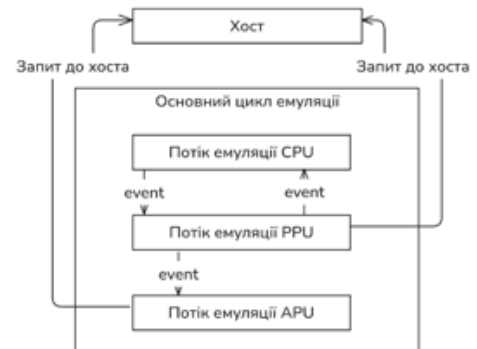 Хост
Запит до хоста
Запит до хоста
Основний цикл емуляції
Потік емуляції CPU
event
event
Потік емуляції PPU
event
Потік емуляції APU